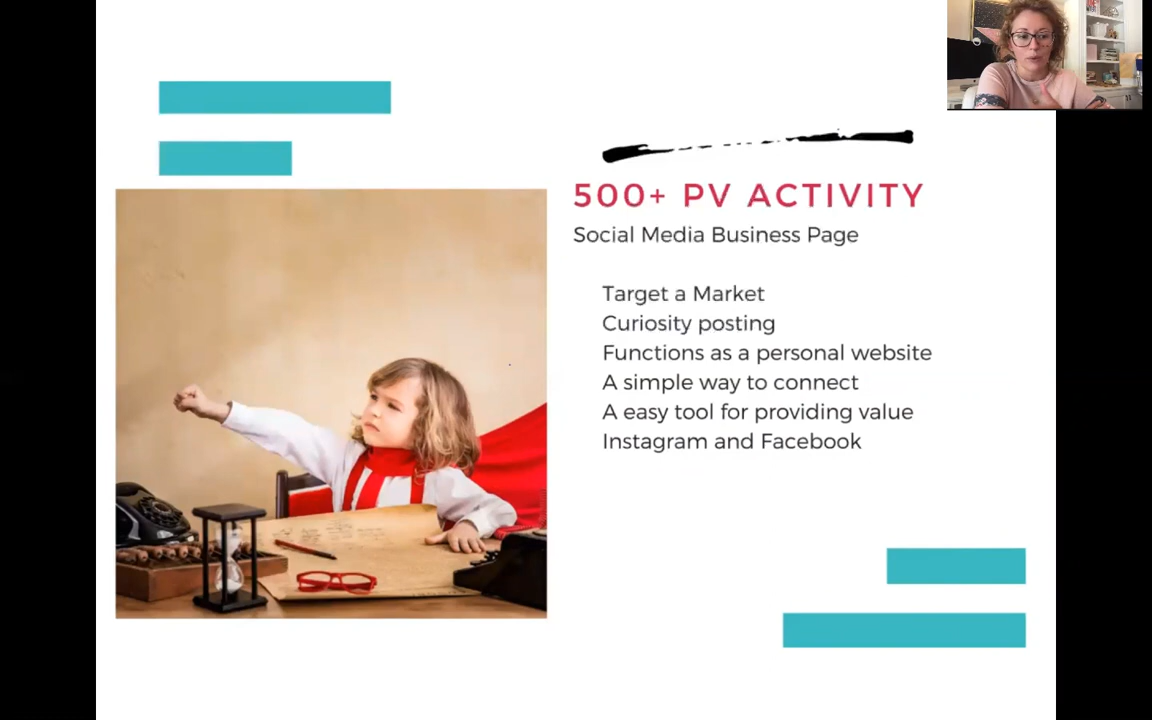 500+ PV ACTIVITY
Social Media Business Page
Target a Market
Curiosity posting
Functions as a personal website
A simple way to connect
A easy tool for providing value
Instagram and Facebook